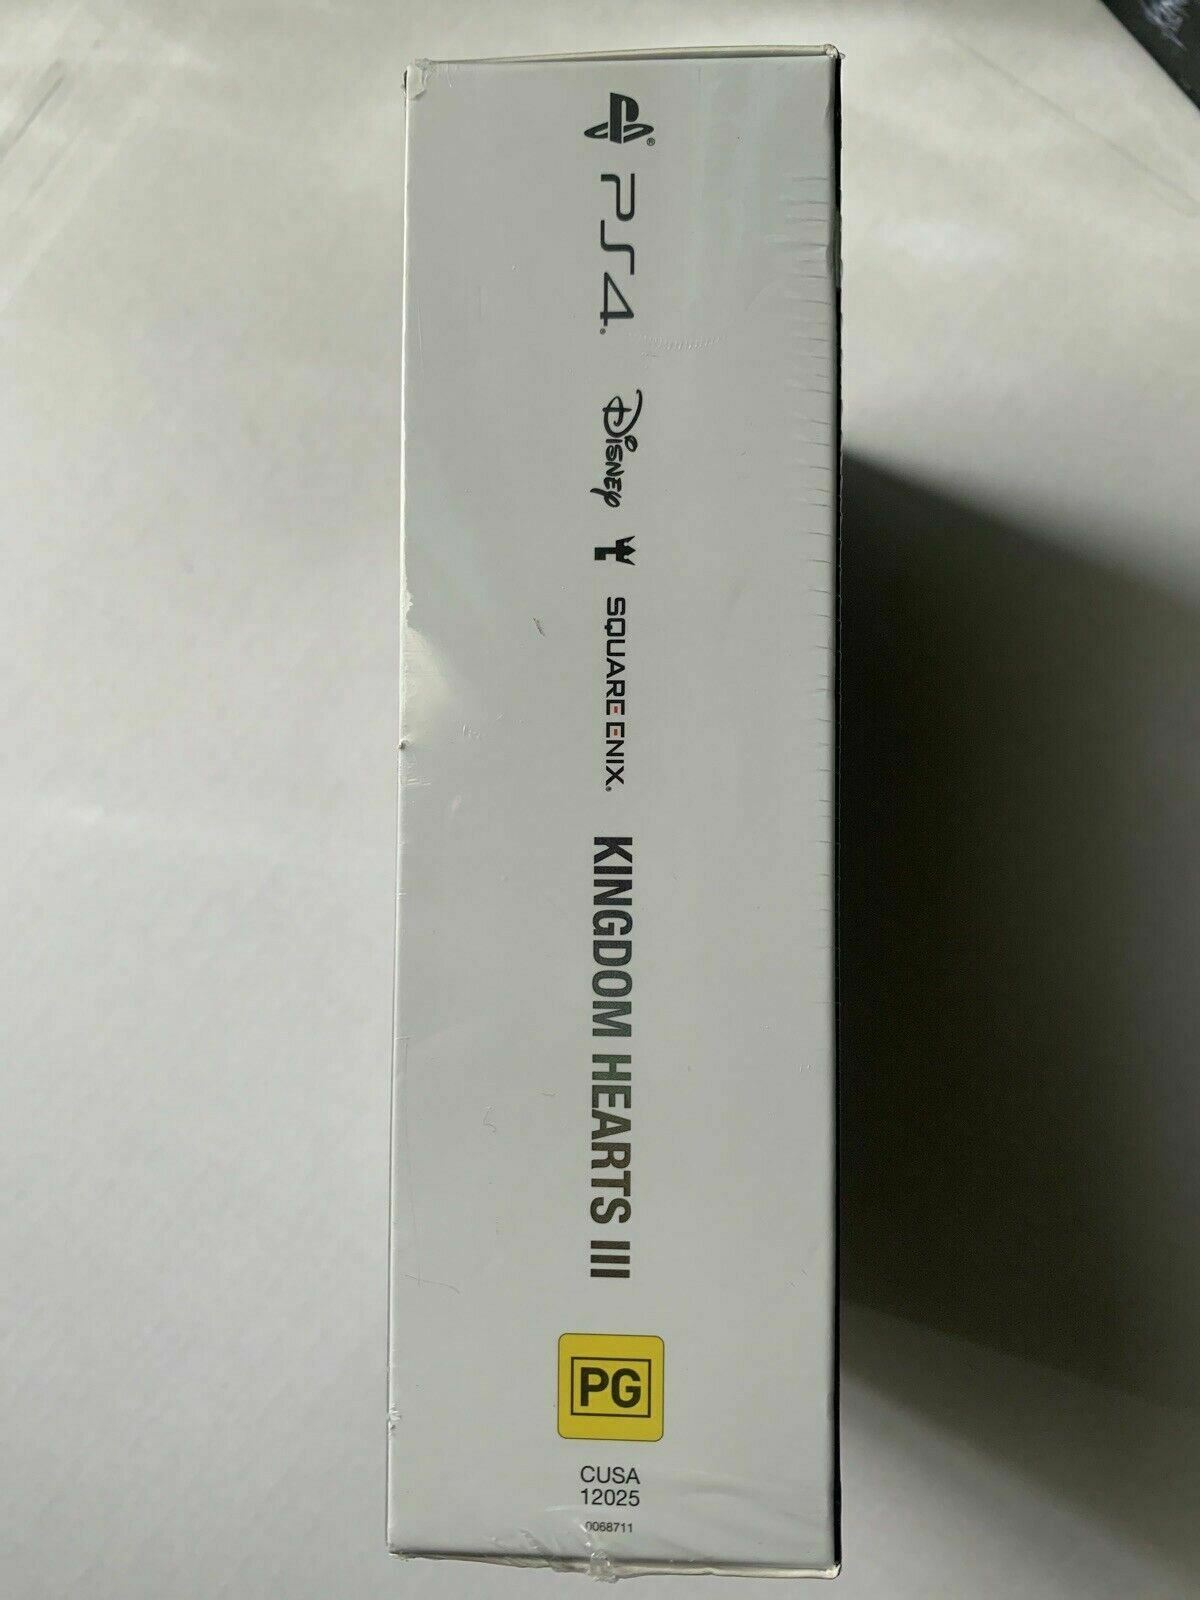 PS4
Disney
SQUARE ENIX
KINGDOM HEARTS III
PG
CUSA
12025
0068711